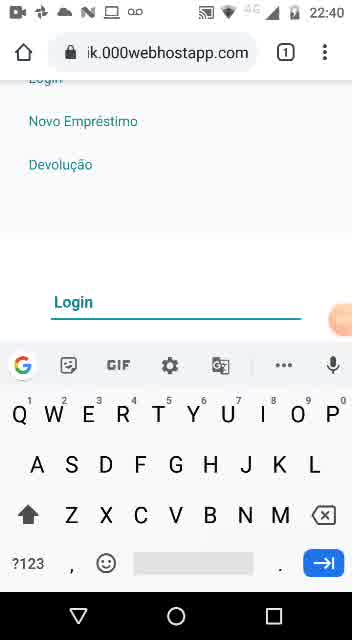 4G 22:40
ik.000webhostapp.com 1
Login
Novo Empréstimo
Devolução
Login
GIF
1 2 3 4 5 6 7 8 9 0
Q W E R T Y U I O P
A S D F G H J K L
Z X C V B N M
?123 , .